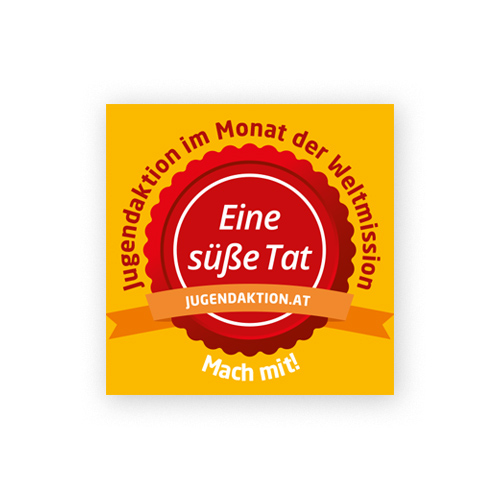 Jugendaktion im Monat der Weltmission
Eine
süße Tat
JUGENDAKTION.AT
Mach mit!